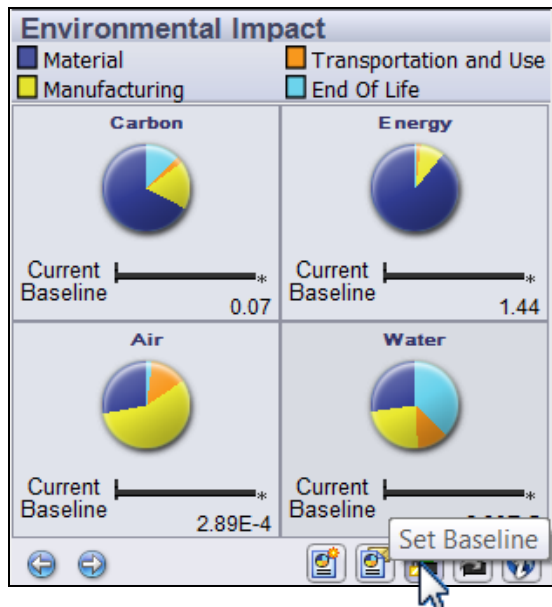 Environmental Impact
Material
Transportation and Use
Manufacturing
End Of Life
Carbon
Energy
Current
Baseline
*
0.07
Current
Baseline
*
1.44
Air
Water
Current
Baseline
*
2.89E-4
Current
Baseline
*
Set Baseline